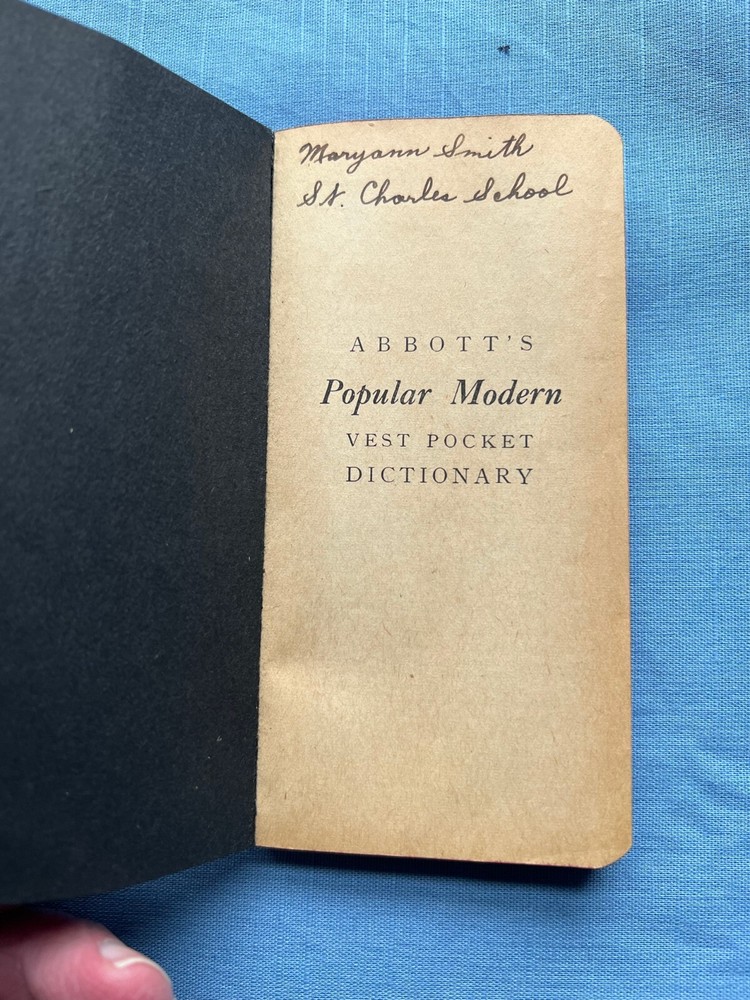 Maryann Smith
St. Charles School
ABBOTT'S
Popular Modern
VEST POCKET
DICTIONARY